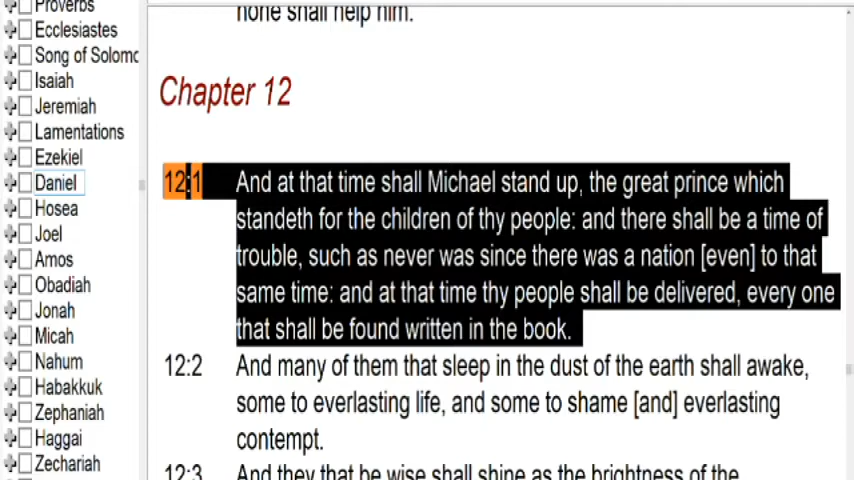 Proverbs
Ecclesiastes
Song of Solomo
Isaiah
Jeremiah
Lamentations
Ezekiel
Daniel
Hosea
Joel
Amos
Obadiah
Jonah
Micah
Nahum
Habakkuk
Zephaniah
Haggai
Zechariah
none shall help him.
Chapter 12
12:1 And at that time shall Michael stand up, the great prince which
standeth for the children of thy people: and there shall be a time of
trouble, such as never was since there was a nation [even] to that
same time: and at that time thy people shall be delivered, every one
that shall be found written in the book.
12:2 And many of them that sleep in the dust of the earth shall awake,
some to everlasting life, and some to shame [and] everlasting
contempt.
12:3 And they that be wise shall shine as the brightness of the